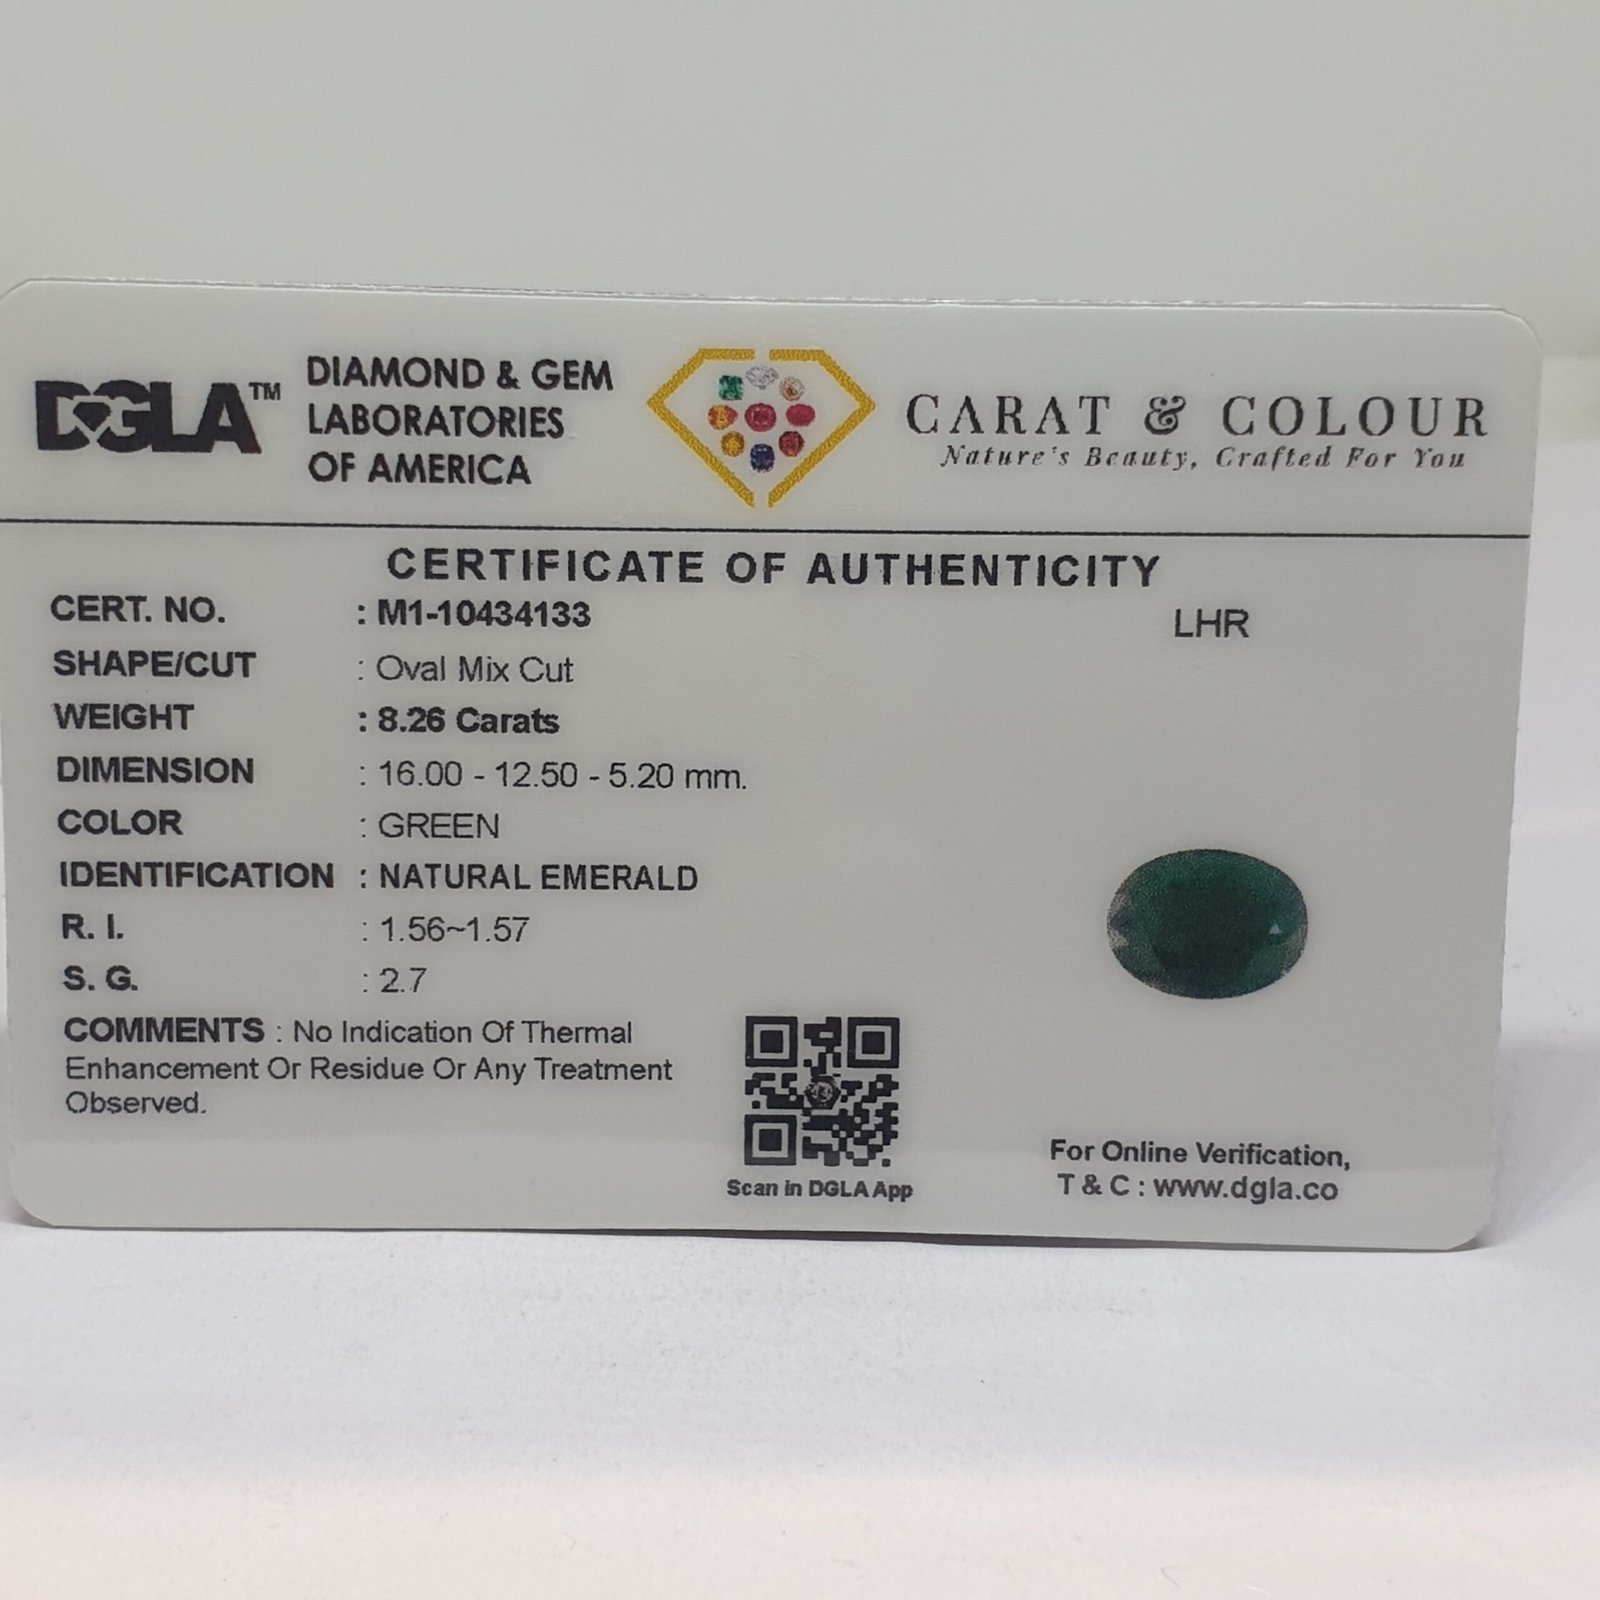 DGLA™
DIAMOND & GEM
LABORATORIES
OF AMERICA
CARAT & COLOUR
Nature's Beauty, Crafted For You
CERTIFICATE OF AUTHENTICITY
CERT. NO. : M1-10434133
LHR
SHAPE/CUT : Oval Mix Cut
WEIGHT : 8.26 Carats
DIMENSION : 16.00 - 12.50 - 5.20 mm.
COLOR : GREEN
IDENTIFICATION : NATURAL EMERALD
R. I. : 1.56~1.57
S. G. : 2.7
COMMENTS : No Indication Of Thermal
Enhancement Or Residue Or Any Treatment
Observed.
Scan in DGLA App
For Online Verification,
T & C : www.dgla.co